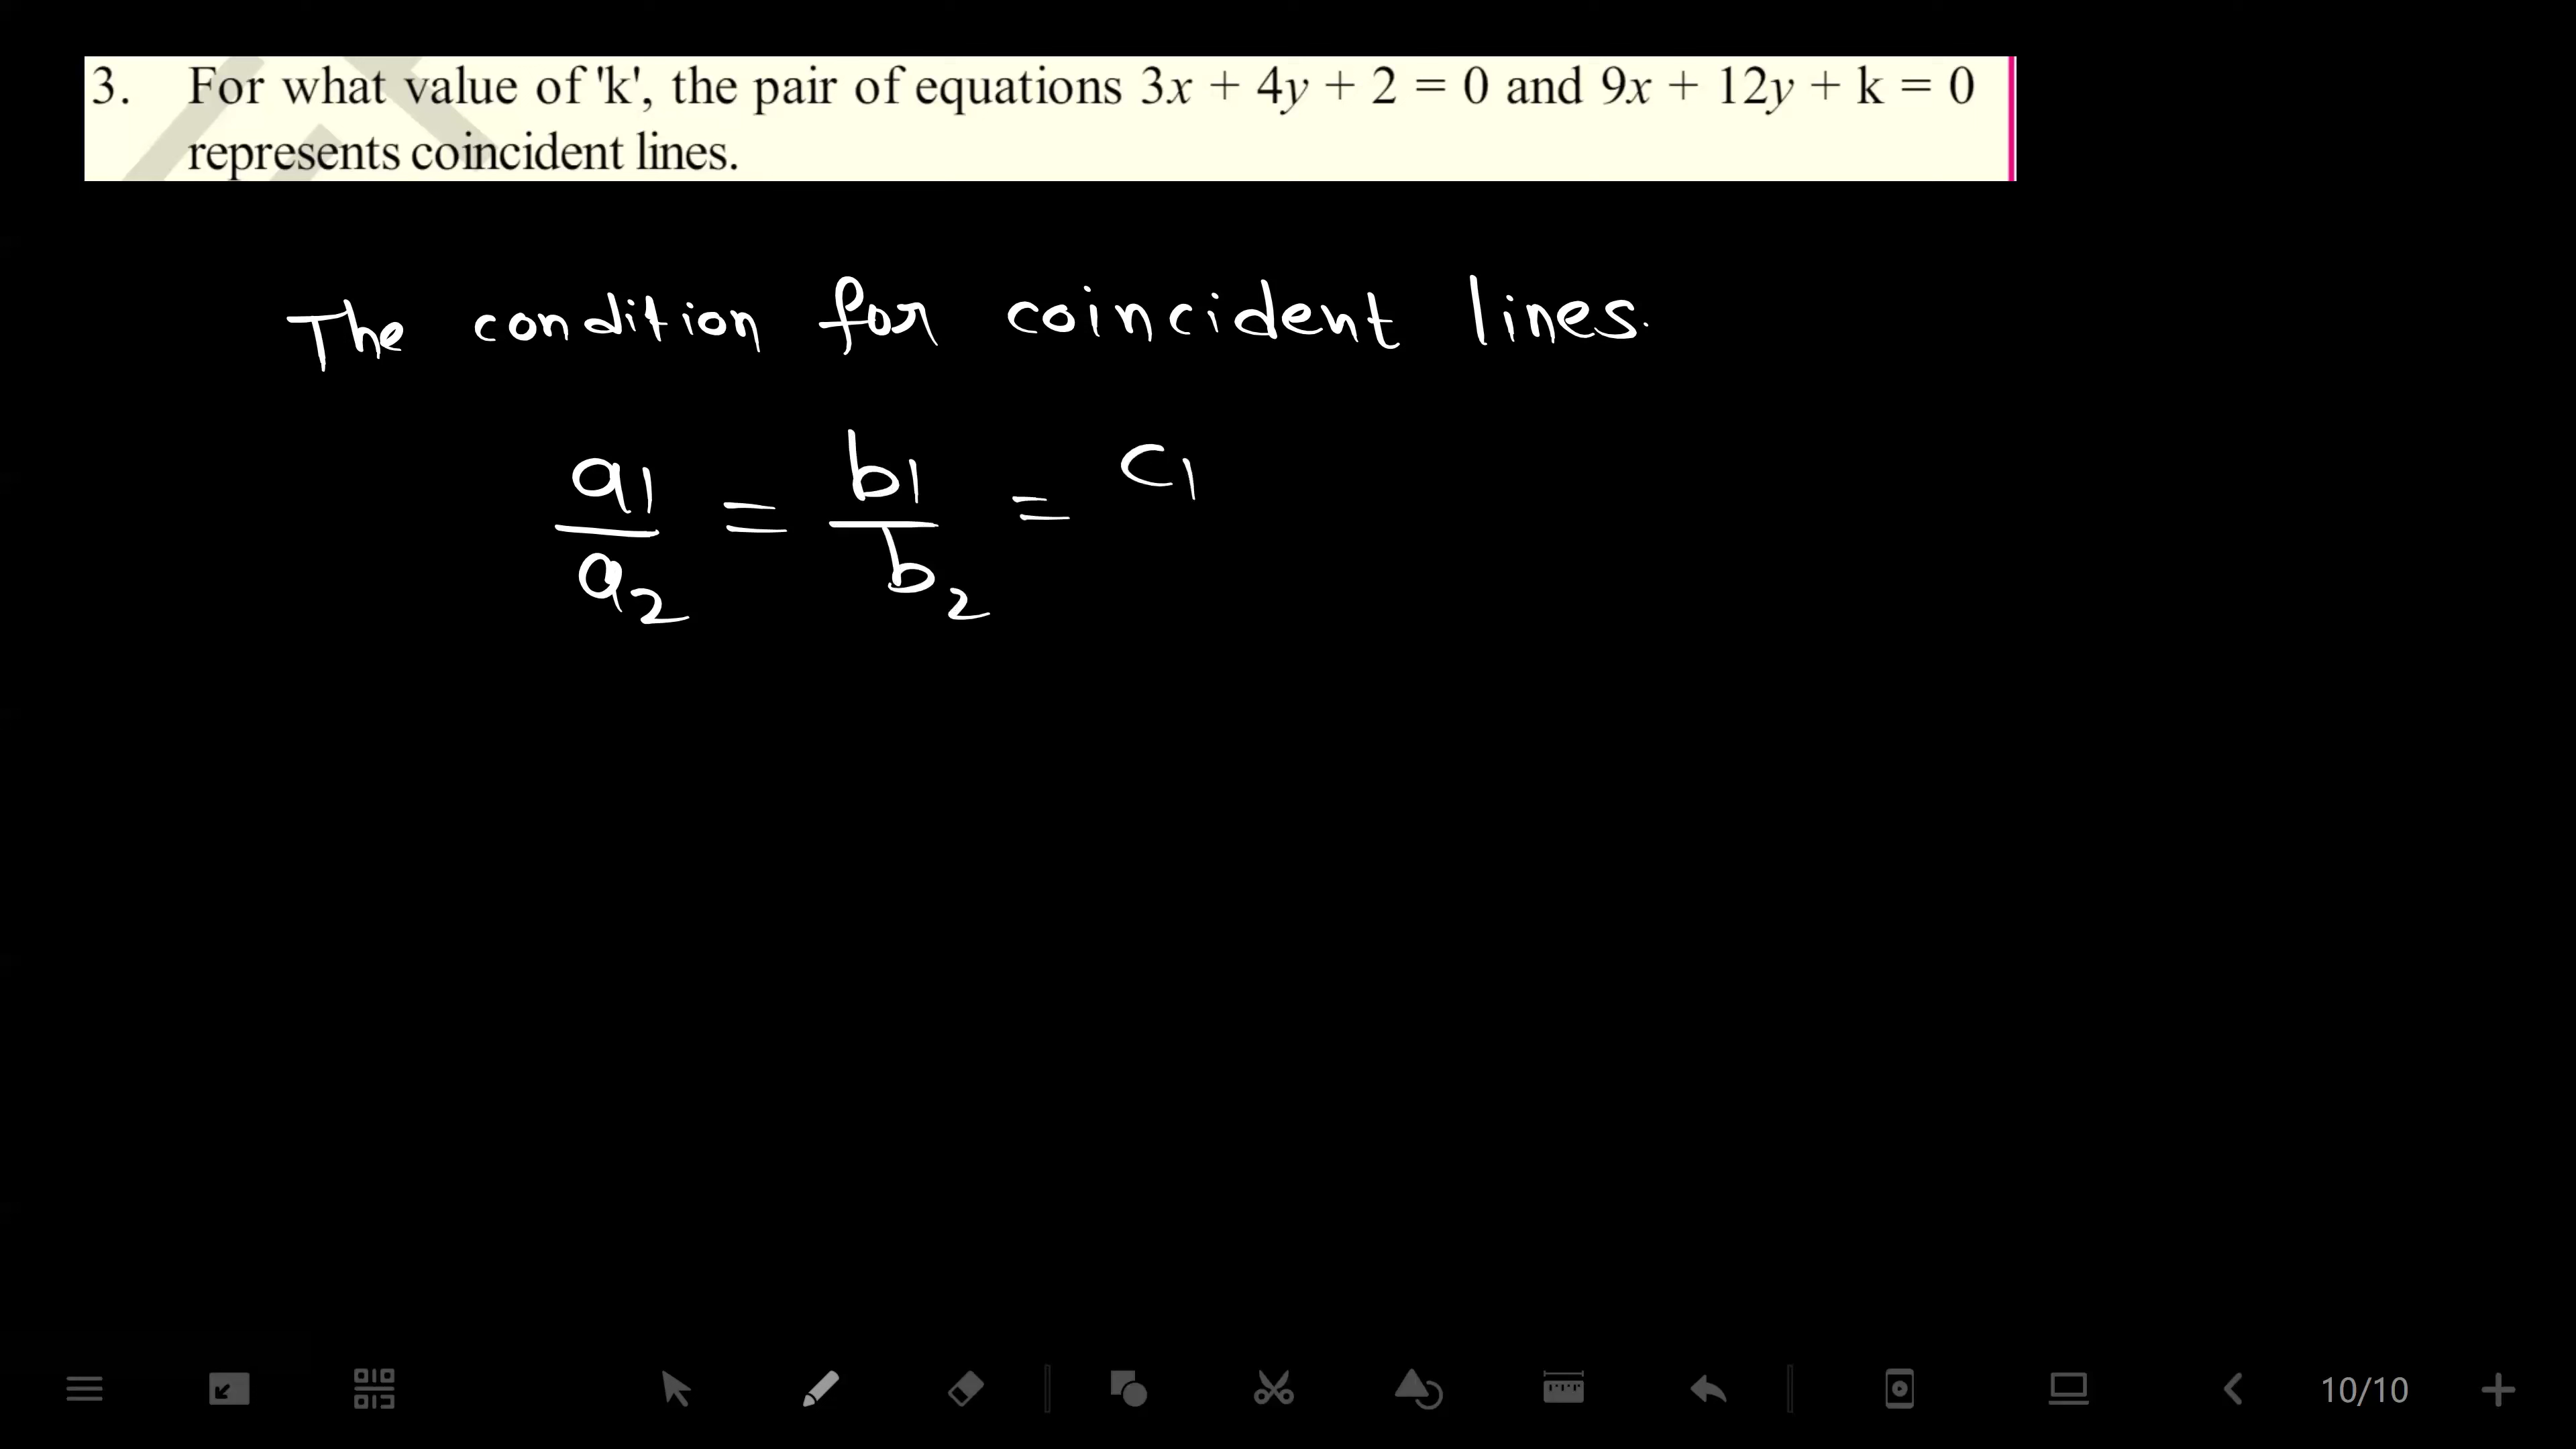 3. For what value of 'k', the pair of equations 3x + 4y + 2 = 0 and 9x + 12y + k = 0
represents coincident lines.
The condition for coincident lines.
a1/a2 = b1/b2 = c1
10/10